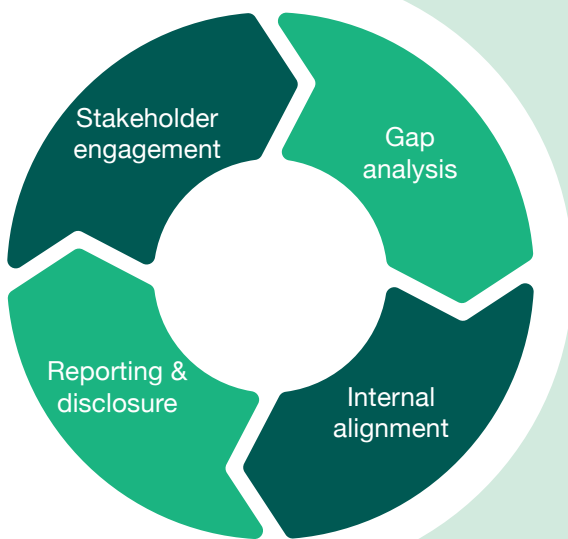 Stakeholder
engagement
Gap
analysis
Internal
alignment
Reporting &
disclosure